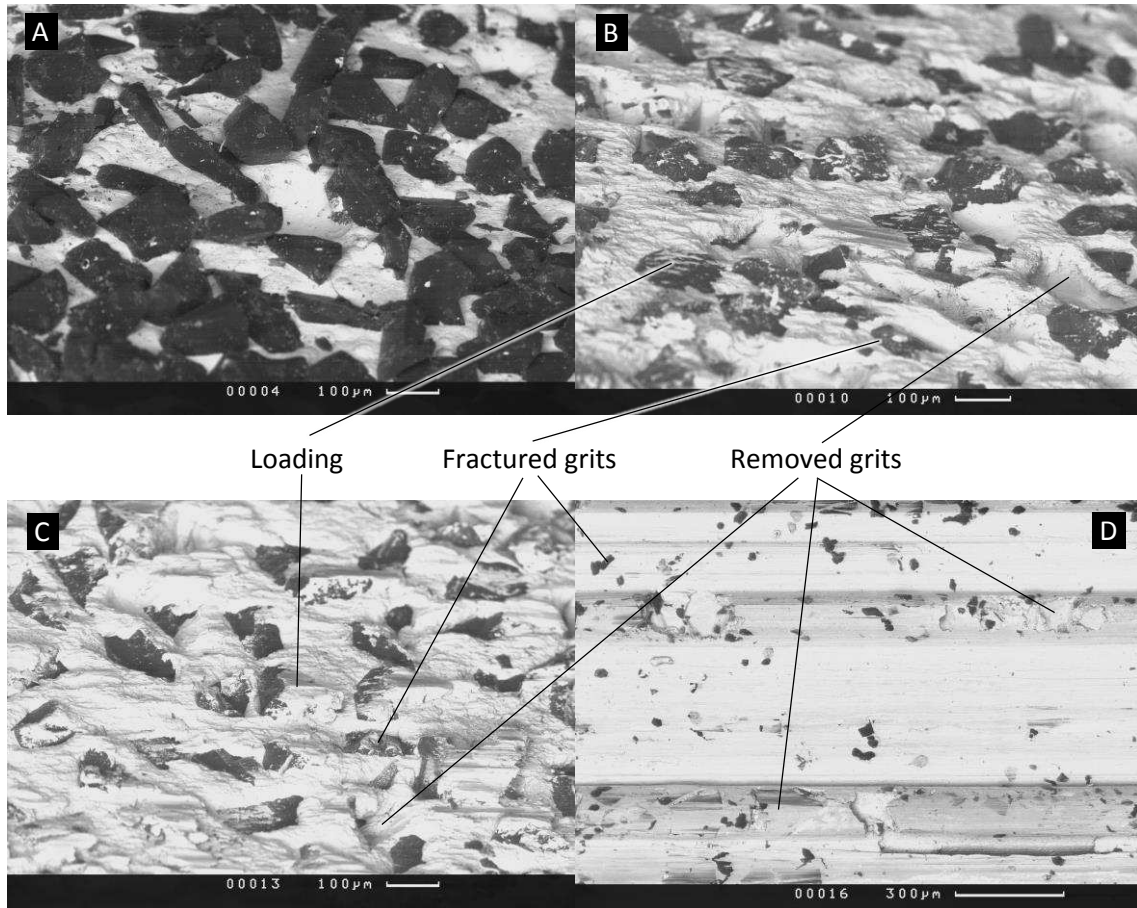 A
B
00004 100µm
00010 100µm
Loading
Fractured grits
Removed grits
C
D
00013 100µm
00016 300µm